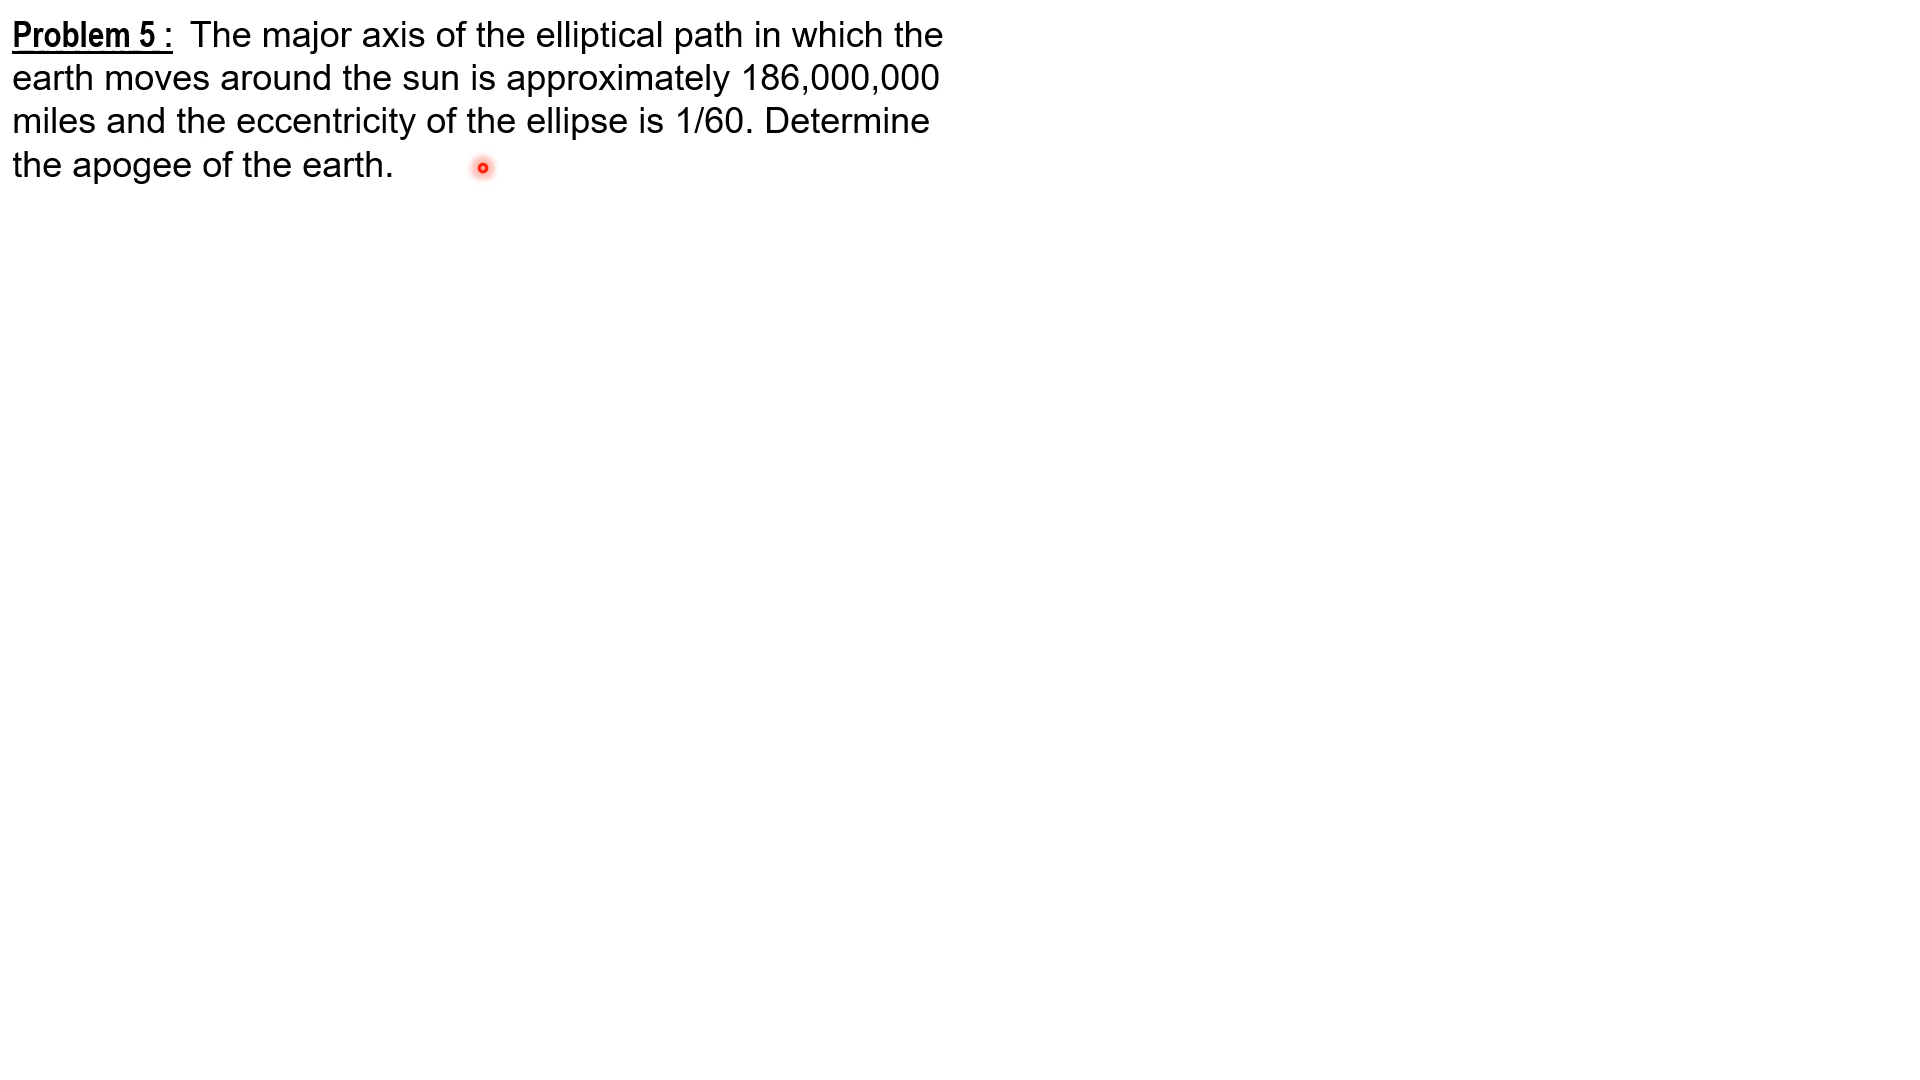 Problem 5 : The major axis of the elliptical path in which the
earth moves around the sun is approximately 186,000,000
miles and the eccentricity of the ellipse is 1/60. Determine
the apogee of the earth.